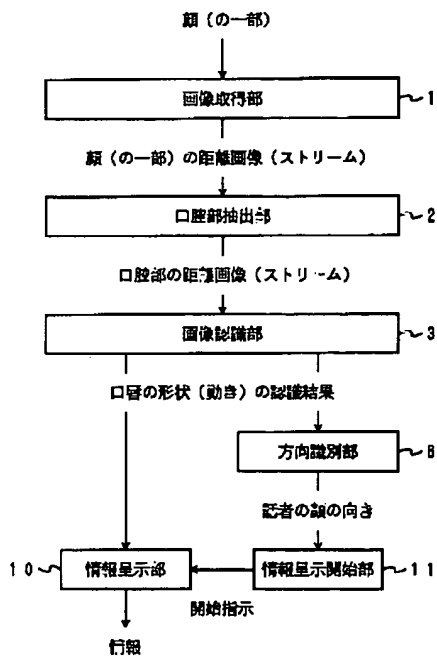 顔（の一部）
画像取得部 1
顔（の一部）の距離画像（ストリーム）
口腔部抽出部 2
口腔部の距離画像（ストリーム）
画像認識部 3
口唇の形状（動き）の認識結果
方向識別部 8
話者の顔の向き
10 情報呈示部
情報呈示開始部 11
開始指示
情報